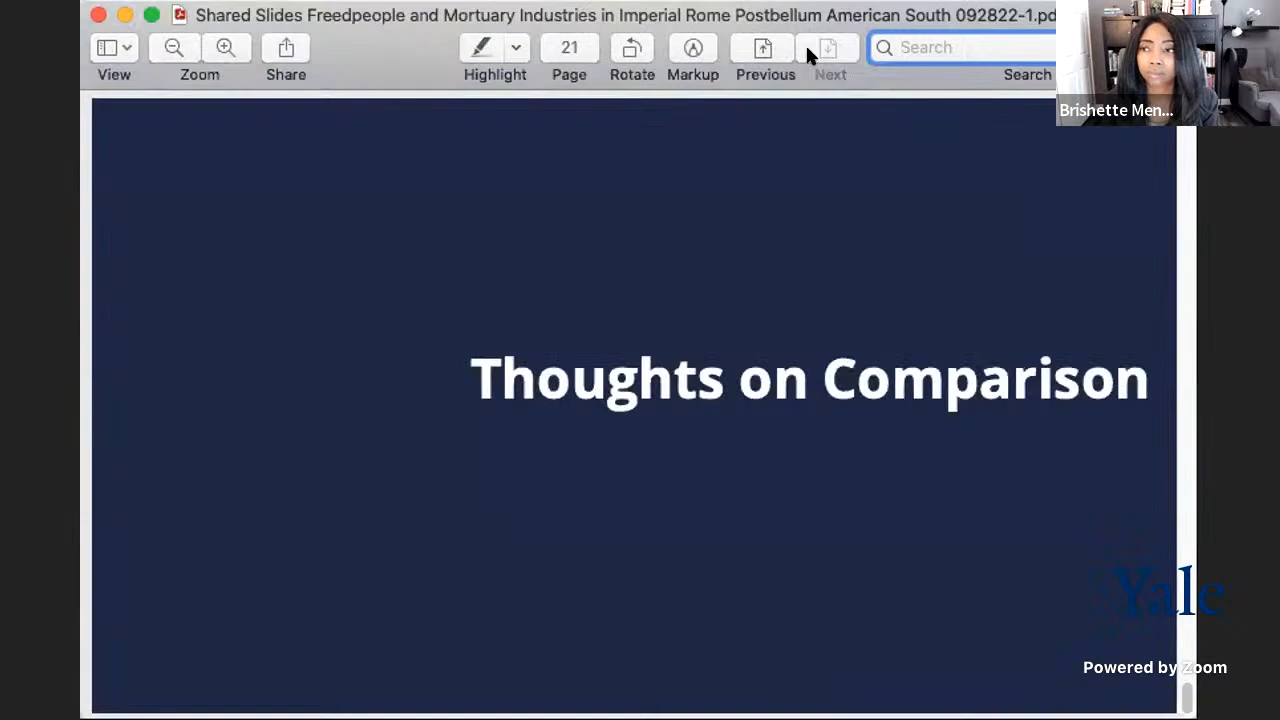 Shared Slides Freedpeople and Mortuary Industries in Imperial Rome Postbellum American South 092822-1.pd
21
Search
View
Zoom
Share
Highlight
Page
Rotate
Markup
Previous
Next
Search
Brishette Men...
Thoughts on Comparison
Yale
Powered by Zoom